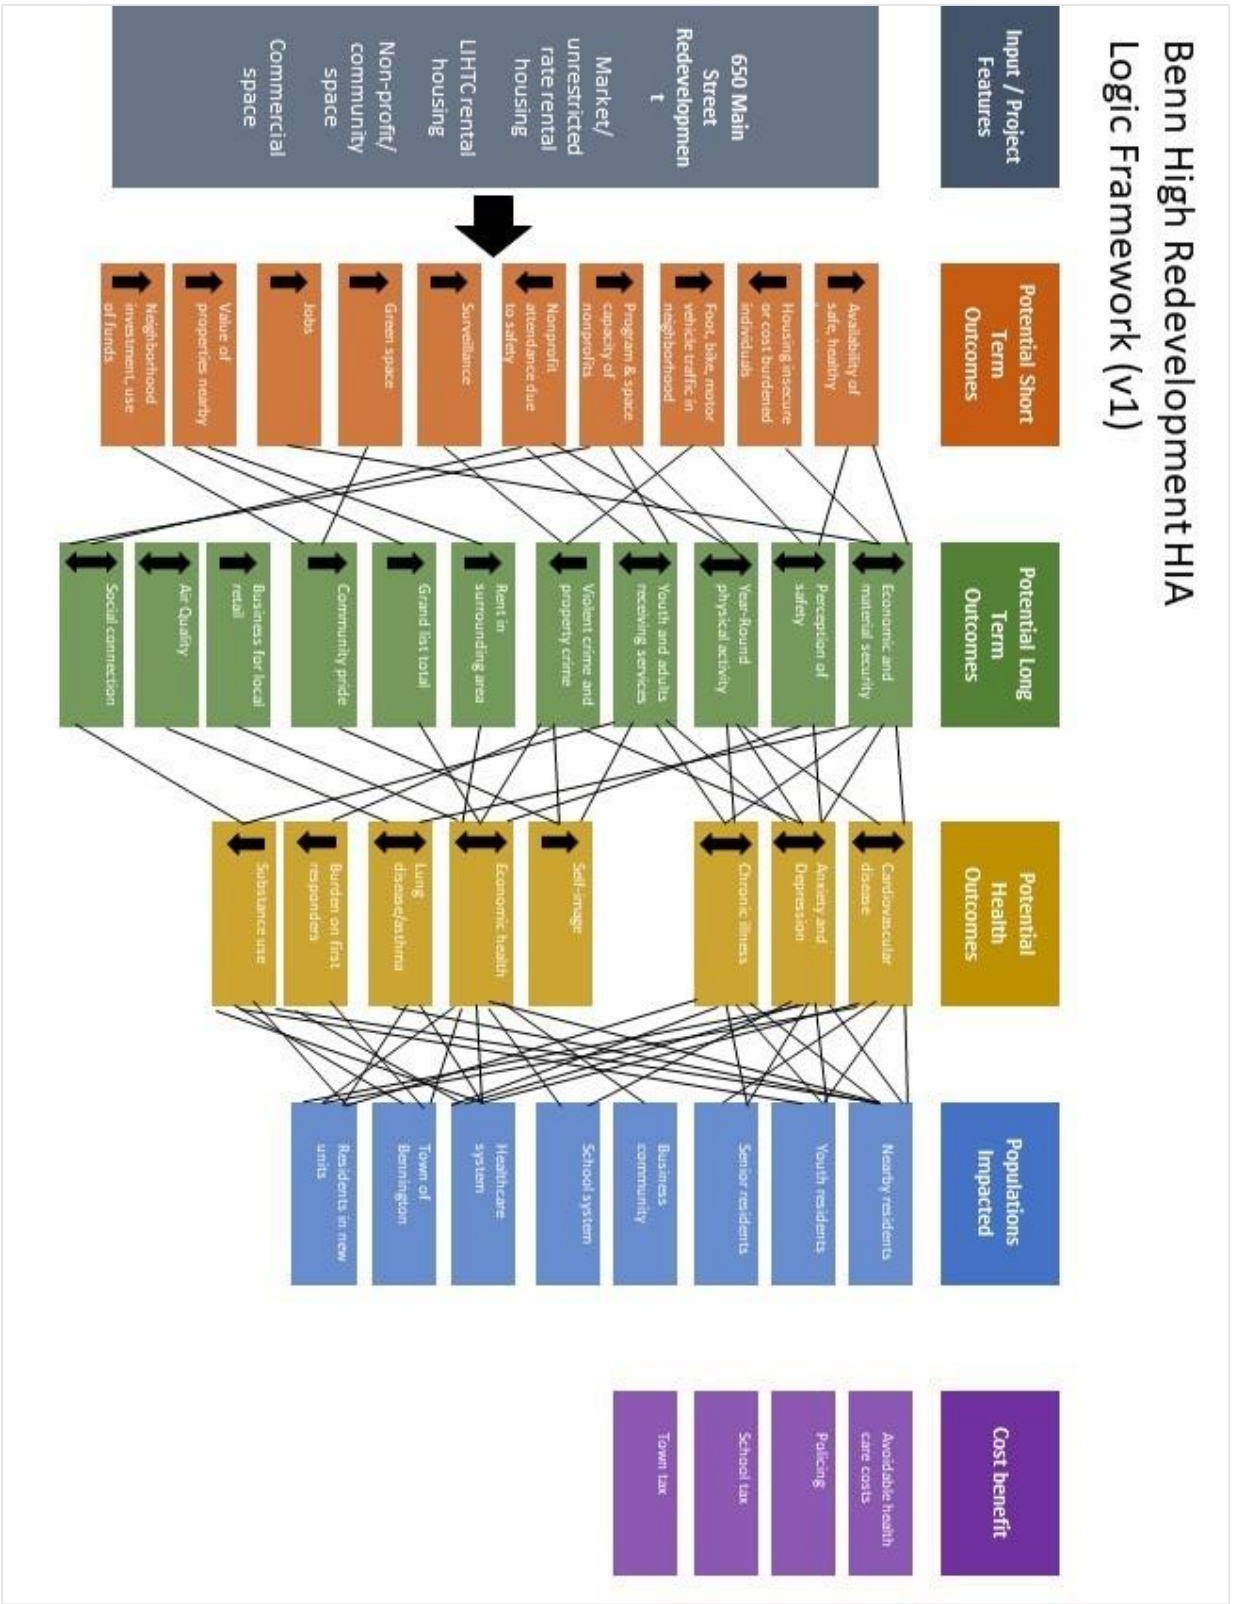 Benn High Redevelopment HIA
Logic Framework (v1)
Input / Project
Features
650 Main
Street
Redevelopmen
t
Market/
unrestricted
rate rental
housing
LIHTC rental
housing
Non-profit/
community
space
Commercial
space
Potential Short
Term
Outcomes
Availability of
safe, healthy
Housing insecure
or cost burdened
individuals
Foot, bike, motor
vehicle traffic in
neighborhood
Program & space
capacity of
nonprofits
Nonprofit
attendance due
to safety
Surveillance
Green space
Jobs
Value of
properties nearby
Neighborhood
investment, use
of funds
Potential Long
Term
Outcomes
Economic and
material security
Perception of
safety
Year-Round
physical activity
Youth and adults
receiving services
Violent crime and
property crime
Rent in
surrounding area
Grand list total
Community pride
Business for local
retail
Air Quality
Social connection
Potential
Health
Outcomes
Cardiovascular
disease
Anxiety and
Depression
Chronic illness
Self-image
Economic health
Lung
disease/asthma
Burden on first
responders
Substance use
Populations
Impacted
Nearby residents
Youth residents
Senior residents
Business
community
School system
Healthcare
system
Town of
Bennington
Residents in new
units
Cost benefit
Avoidable health
care costs
Policing
School tax
Town tax